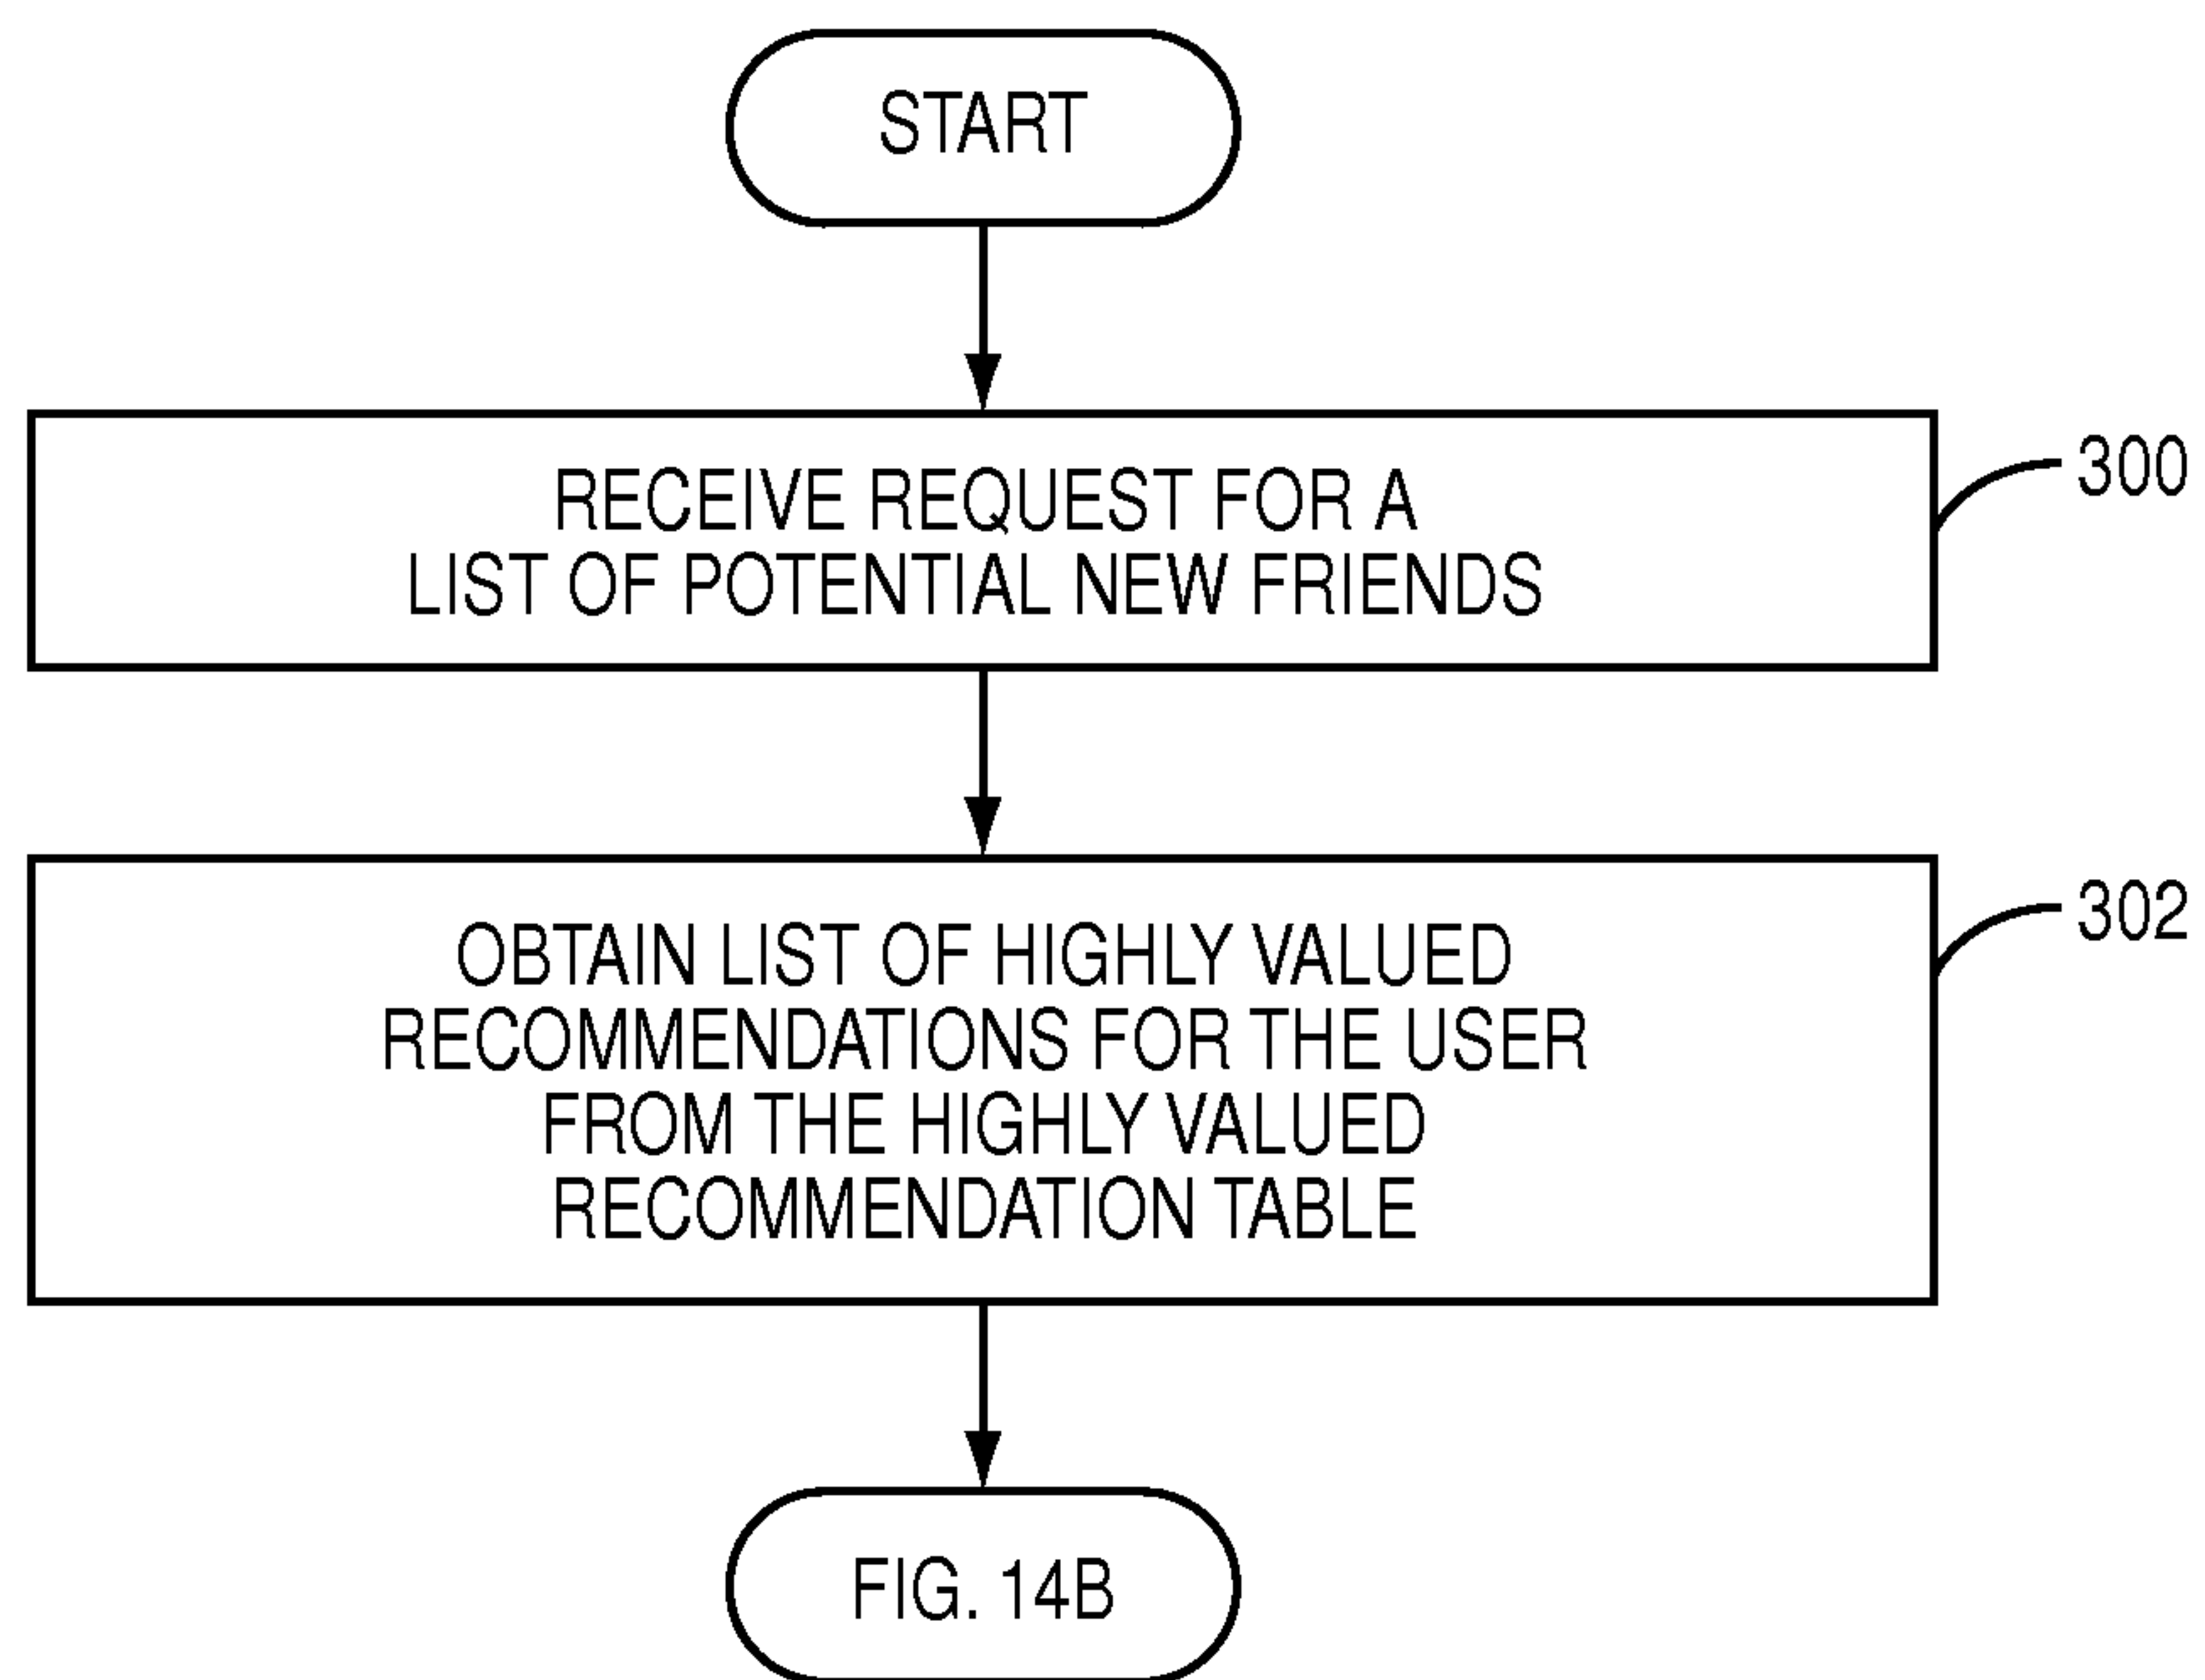 START
RECEIVE REQUEST FOR A
LIST OF POTENTIAL NEW FRIENDS
300
OBTAIN LIST OF HIGHLY VALUED
RECOMMENDATIONS FOR THE USER
FROM THE HIGHLY VALUED
RECOMMENDATION TABLE
302
FIG. 14B